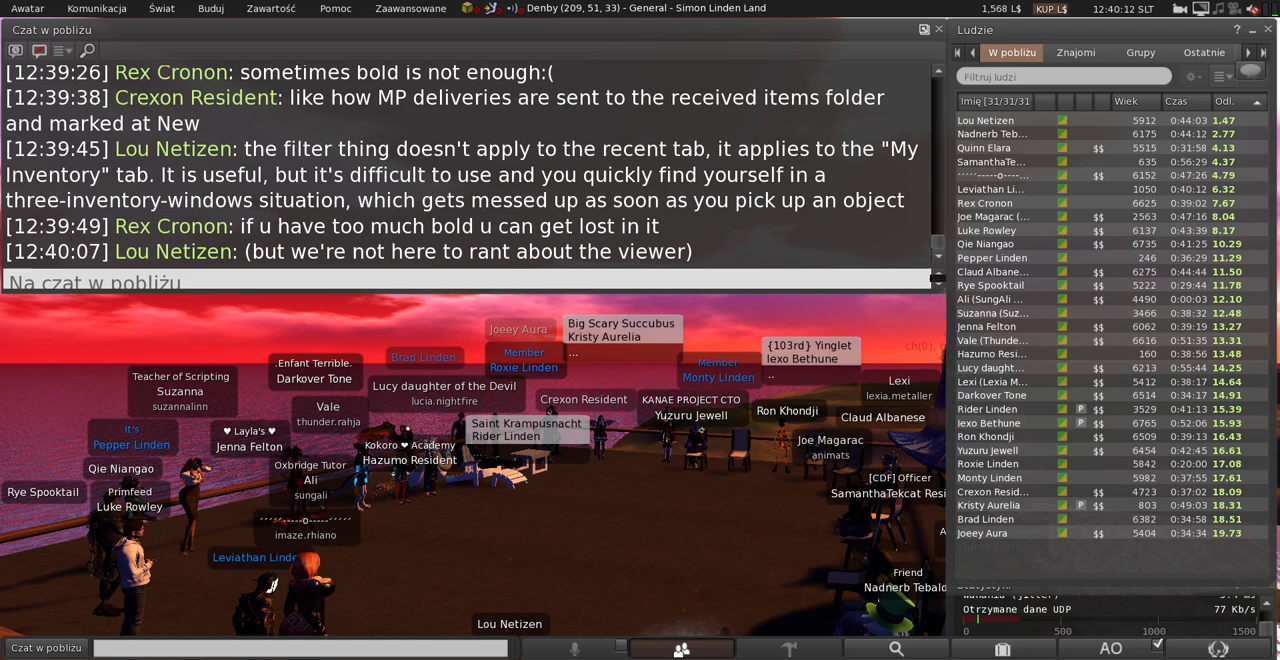 Awatar Komunikacja Świat Buduj Zawartość Pomoc Zaawansowane Denby (209, 51, 33) - General - Simon Linden Land 1,568 L$ KUP L$ 12:40:12 SLT
Czat w pobliżu
[12:39:26] Rex Cronon: sometimes bold is not enough:(
[12:39:38] Crexon Resident: like how MP deliveries are sent to the received items folder
and marked at New
[12:39:45] Lou Netizen: the filter thing doesn't apply to the recent tab, it applies to the "My
Inventory" tab. It is useful, but it's difficult to use and you quickly find yourself in a
three-inventory-windows situation, which gets messed up as soon as you pick up an object
[12:39:49] Rex Cronon: if u have too much bold u can get lost in it
[12:40:07] Lou Netizen: (but we're not here to rant about the viewer)
Na czat w pobliżu
Joeey Aura
Big Scary Succubus
Kristy Aurelia
...
{103rd} Yinglet
Iexo Bethune
..
Brad Linden
Member
Roxie Linden
Member
Monty Linden
.Enfant Terrible.
Darkover Tone
Teacher of Scripting
Suzanna
suzannalinn
Lucy daughter of the Devil
lucia.nightfire
Crexon Resident
KANAE PROJECT CTO
Yuzuru Jewell
Ron Khondji
Lexi
lexia.metaller
Claud Albanese
Vale
thunder.rahja
Saint Krampusnacht
Rider Linden
It's
Pepper Linden
♥ Layla's ♥
Jenna Felton
Kokoro ♥ Academy
Hazumo Resident
Joe Magarac
animats
Qie Niangao
Oxbridge Tutor
Ali
sungali
[CDF] Officer
SamanthaTekcat Resi
Rye Spooktail
Primfeed
Luke Rowley
′′′′′-----o-----′′′′′
imaze.rhiano
Leviathan Linde
Friend
Nadnerb Tebald
Lou Netizen
Czat w pobliżu
Ludzie
W pobliżu Znajomi Grupy Ostatnie
Filtruj ludzi
Imię [31/31/31 Wiek Czas Odl.
Lou Netizen 5912 0:44:03 1.47
Nadnerb Teb... 6175 0:44:12 2.77
Quinn Elara $$ 5515 0:31:58 4.13
SamanthaTe... 635 0:56:29 4.37
′′′′′-----o----... $$ 6152 0:47:26 4.79
Leviathan Li... 1050 0:40:12 6.32
Rex Cronon 6625 0:39:02 7.67
Joe Magarac (... $$ 2563 0:47:16 8.04
Luke Rowley $$ 6137 0:43:39 8.17
Qie Niangao $$ 6735 0:41:25 10.29
Pepper Linden 246 0:36:29 11.29
Claud Albane... $$ 6275 0:44:44 11.50
Rye Spooktail $$ 5222 0:29:44 11.78
Ali (SungAli ... $$ 4490 0:00:03 12.10
Suzanna (Suz... 3466 0:38:32 12.48
Jenna Felton $$ 6062 0:39:19 13.27
Vale (Thunde... $$ 6616 0:51:35 13.31
Hazumo Resi... 160 0:38:56 13.48
Lucy daught... $$ 6213 0:55:44 14.25
Lexi (Lexia M... $$ 5412 0:38:17 14.64
Darkover Tone $$ 6514 0:34:17 14.91
Rider Linden P $$ 3529 0:41:13 15.39
Iexo Bethune P $$ 6765 0:52:06 15.93
Ron Khondji $$ 6509 0:39:13 16.43
Yuzuru Jewell $$ 6454 0:42:45 16.61
Roxie Linden 5842 0:20:00 17.08
Monty Linden 5982 0:37:55 17.61
Crexon Resid... $$ 4723 0:37:02 18.09
Kristy Aurelia P $$ 803 0:49:03 18.31
Brad Linden 6382 0:34:58 18.51
Joeey Aura $$ 5404 0:34:34 19.73
Otrzymane dane UDP 77 Kb/s
0 500 1000 1500
AO